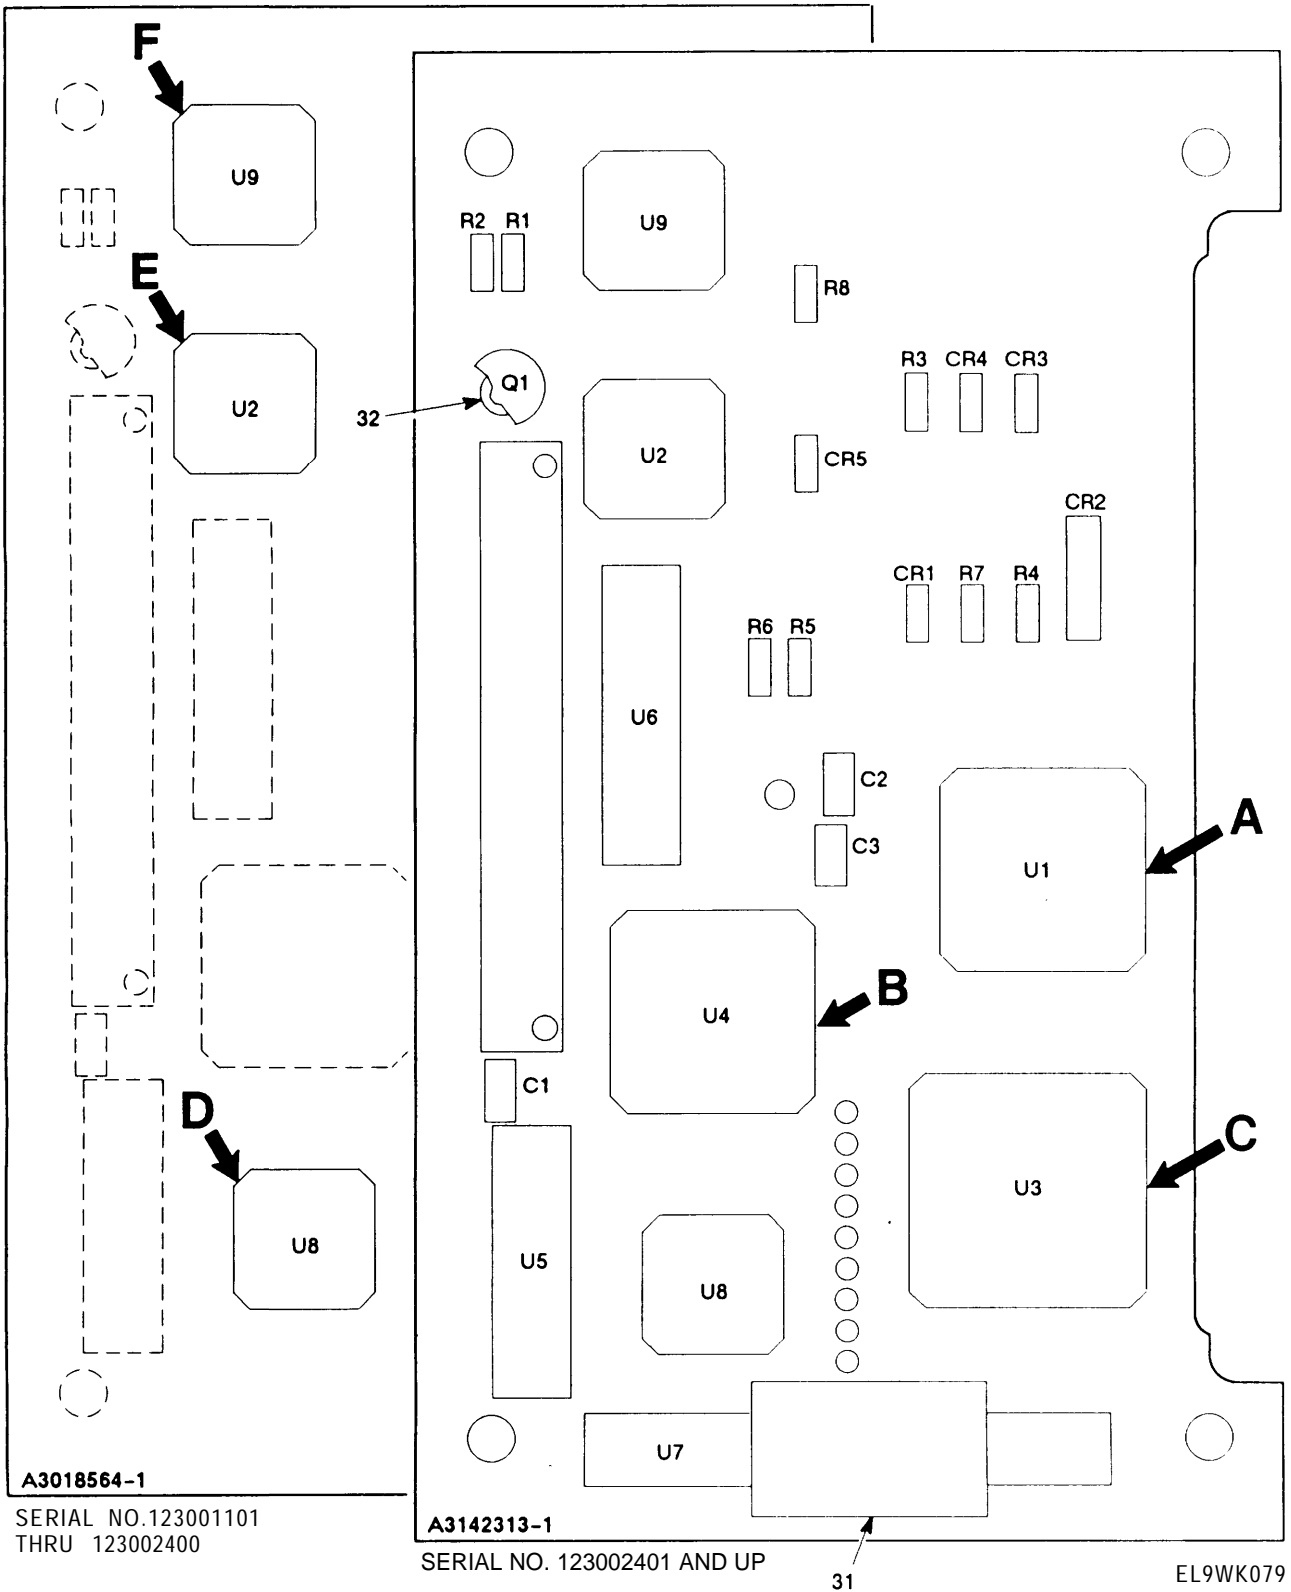 F
U9
E
U2
D
U8
A3018564-1
SERIAL NO.123001101
THRU 123002400
R2 R1
U9
R8
R3 CR4 CR3
Q1
32
U2
CR5
CR2
CR1 R7 R4
R6 R5
U6
C2
A
C3
U1
B
U4
C1
C
U3
U5
U8
U7
A3142313-1
SERIAL NO. 123002401 AND UP
31
EL9WK079